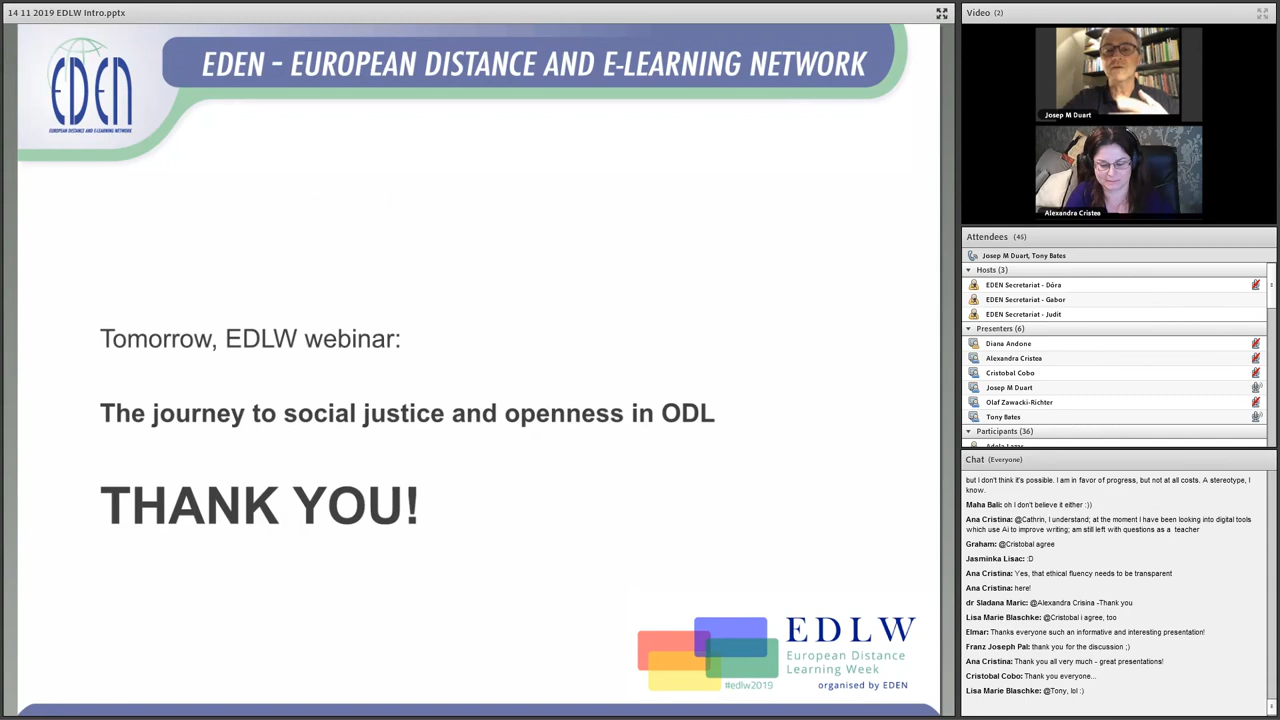 14 11 2019 EDLW Intro.pptx
EDEN
EUROPEAN DISTANCE AND E-LEARNING NETWORK
EDEN – EUROPEAN DISTANCE AND E-LEARNING NETWORK
Tomorrow, EDLW webinar:
The journey to social justice and openness in ODL
THANK YOU!
EDLW
European Distance
Learning Week
#edlw2019
organised by EDEN
Video (2)
Josep M Duart
Alexandra Cristea
Attendees (45)
Josep M Duart, Tony Bates
Hosts (3)
EDEN Secretariat - Dóra
EDEN Secretariat - Gabor
EDEN Secretariat - Judit
Presenters (6)
Diana Andone
Alexandra Cristea
Cristobal Cobo
Josep M Duart
Olaf Zawacki-Richter
Tony Bates
Participants (36)
Chat (Everyone)
but I don't think it's possible. I am in favor of progress, but not at all costs. A stereotype, I
know.
Maha Bali: oh I don't believe it either :))
Ana Cristina: @Cathrin, I understand; at the moment I have been looking into digital tools
which use Ai to improve writing; am still left with questions as a teacher
Graham: @Cristobal agree
Jasminka Lisac: :D
Ana Cristina: Yes, that ethical fluency needs to be transparent
Ana Cristina: here!
dr Sladana Maric: @Alexandra Crisina -Thank you
Lisa Marie Blaschke: @Cristobal i agree, too
Elmar: Thanks everyone such an informative and interesting presentation!
Franz Joseph Pal: thank you for the discussion ;)
Ana Cristina: Thank you all very much - great presentations!
Cristobal Cobo: Thank you everyone...
Lisa Marie Blaschke: @Tony, lol :)